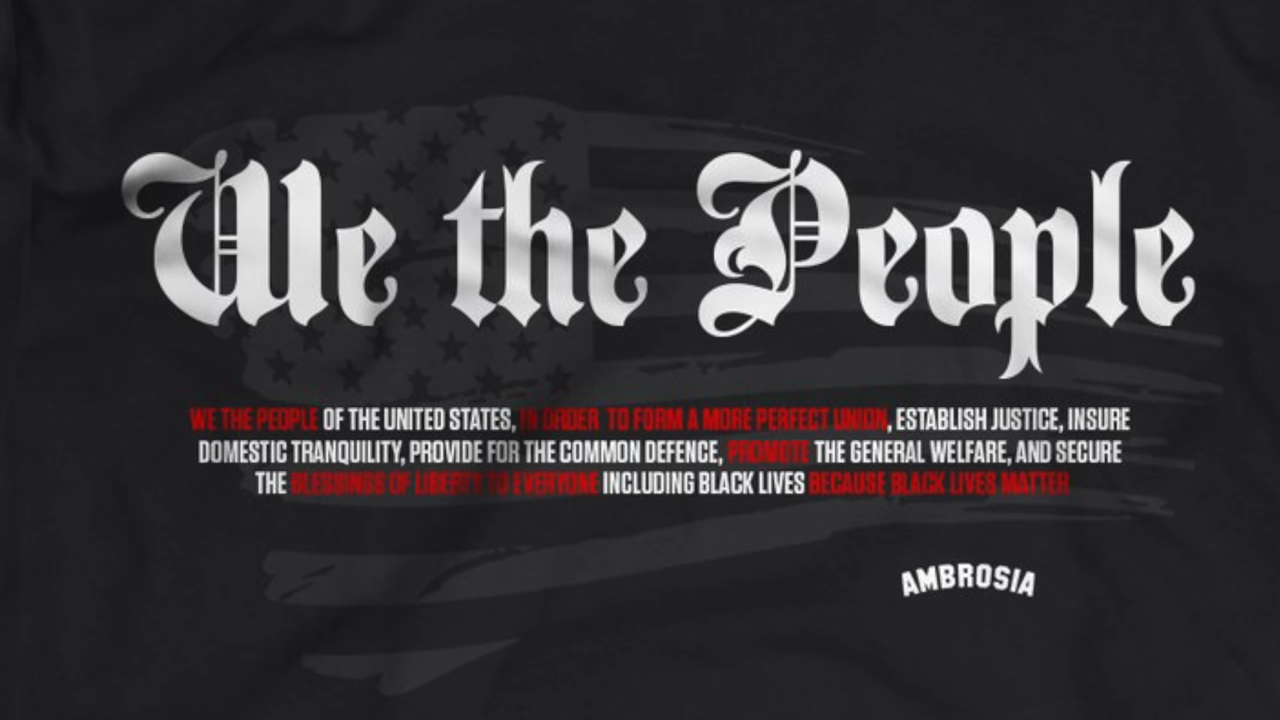 We the People
WE THE PEOPLE OF THE UNITED STATES, IN ORDER TO FORM A MORE PERFECT UNION, ESTABLISH JUSTICE, INSURE
DOMESTIC TRANQUILITY, PROVIDE FOR THE COMMON DEFENCE, PROMOTE THE GENERAL WELFARE, AND SECURE
THE BLESSINGS OF LIBERTY TO EVERYONE INCLUDING BLACK LIVES BECAUSE BLACK LIVES MATTER
AMBROSIA